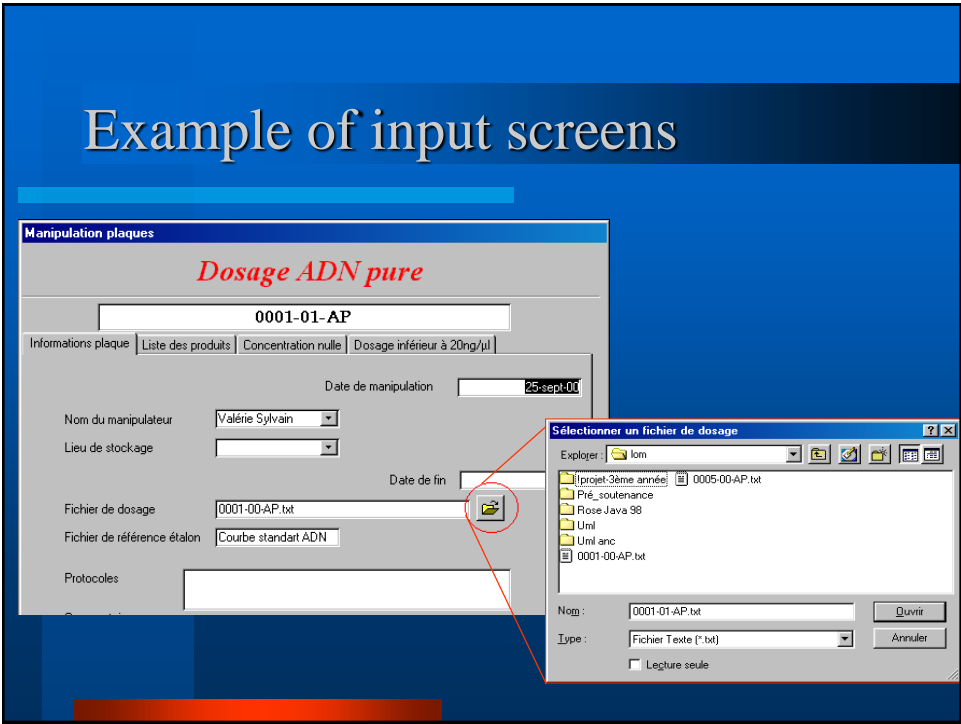 Example of input screens
Manipulation plaques
Dosage ADN pure
0001-01-AP
Informations plaque Liste des produits Concentration nulle Dosage inférieur à 20ng/µl
Date de manipulation 25-sept-00
Nom du manipulateur Valérie Sylvain
Lieu de stockage
Date de fin
Fichier de dosage 0001-00-AP.txt
Fichier de référence étalon Courbe standart ADN
Protocoles
Sélectionner un fichier de dosage
Explorer : lom
!projet-3ème année 0005-00-AP.txt
Pré_soutenance
Rose Java 98
Uml
Uml anc
0001-00-AP.txt
Nom : 0001-01-AP.txt Ouvrir
Type : Fichier Texte (*.txt) Annuler
Lecture seule